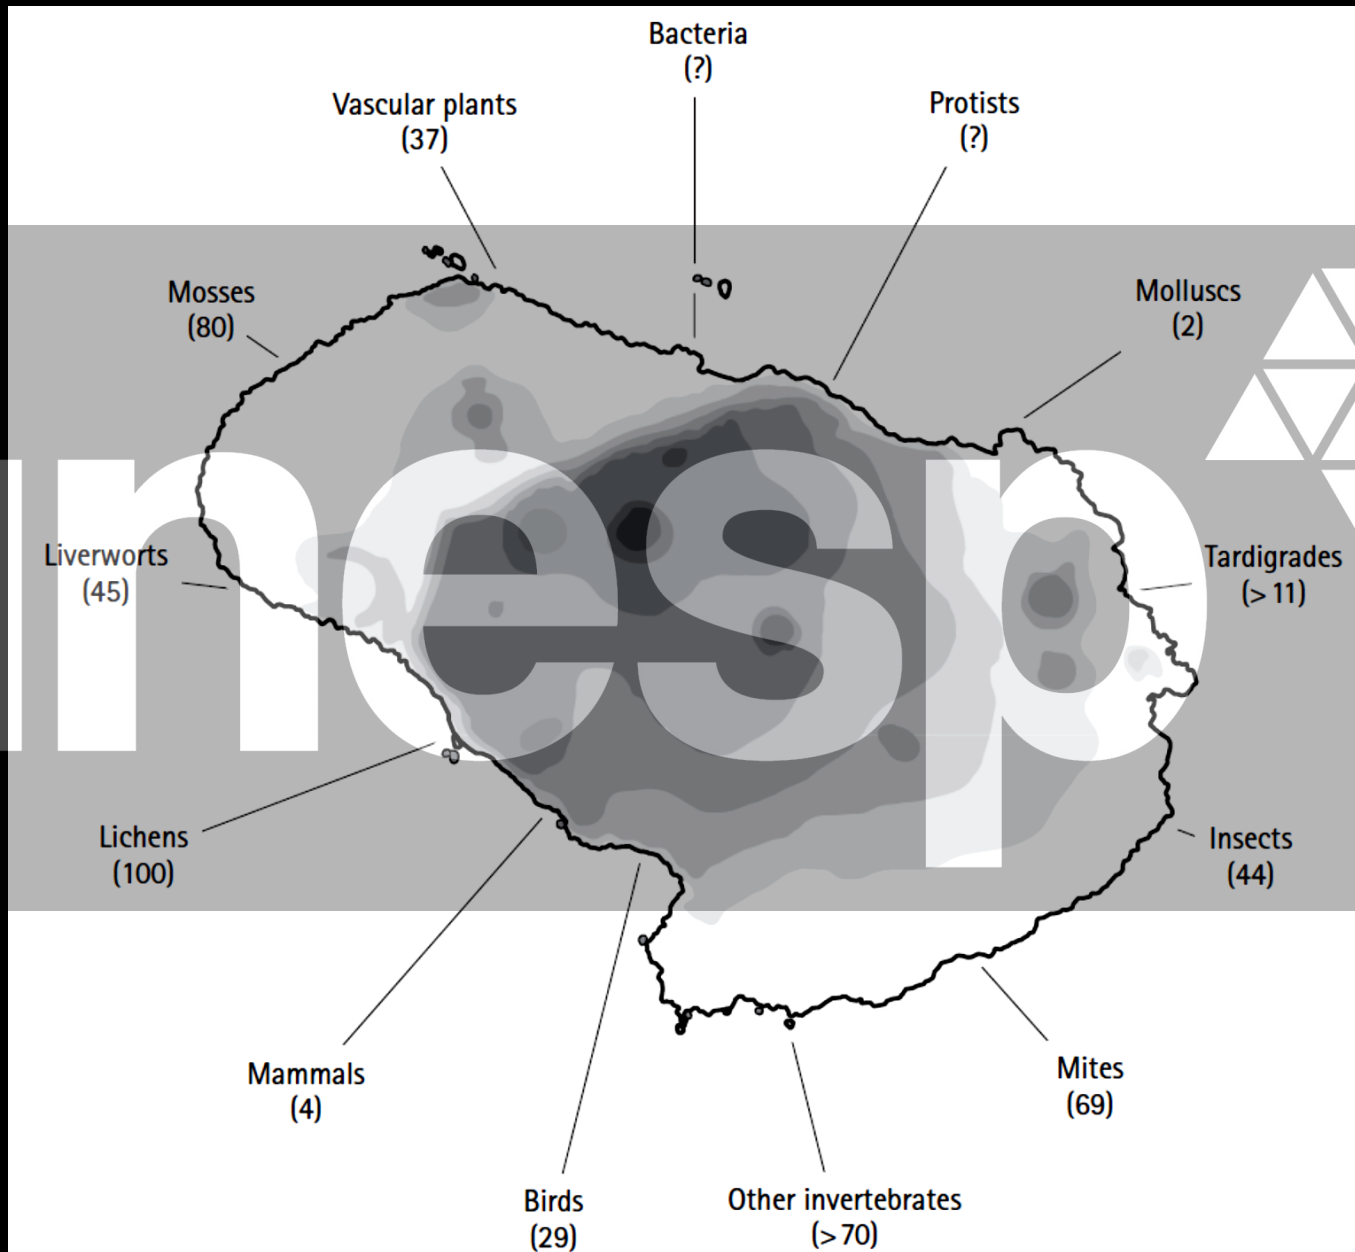 Bacteria
(?)
Vascular plants
(37)
Protists
(?)
Mosses
(80)
Molluscs
(2)
unesp
Liverworts
(45)
Tardigrades
(> 11)
Lichens
(100)
Insects
(44)
Mammals
(4)
Mites
(69)
Birds
(29)
Other invertebrates
(> 70)